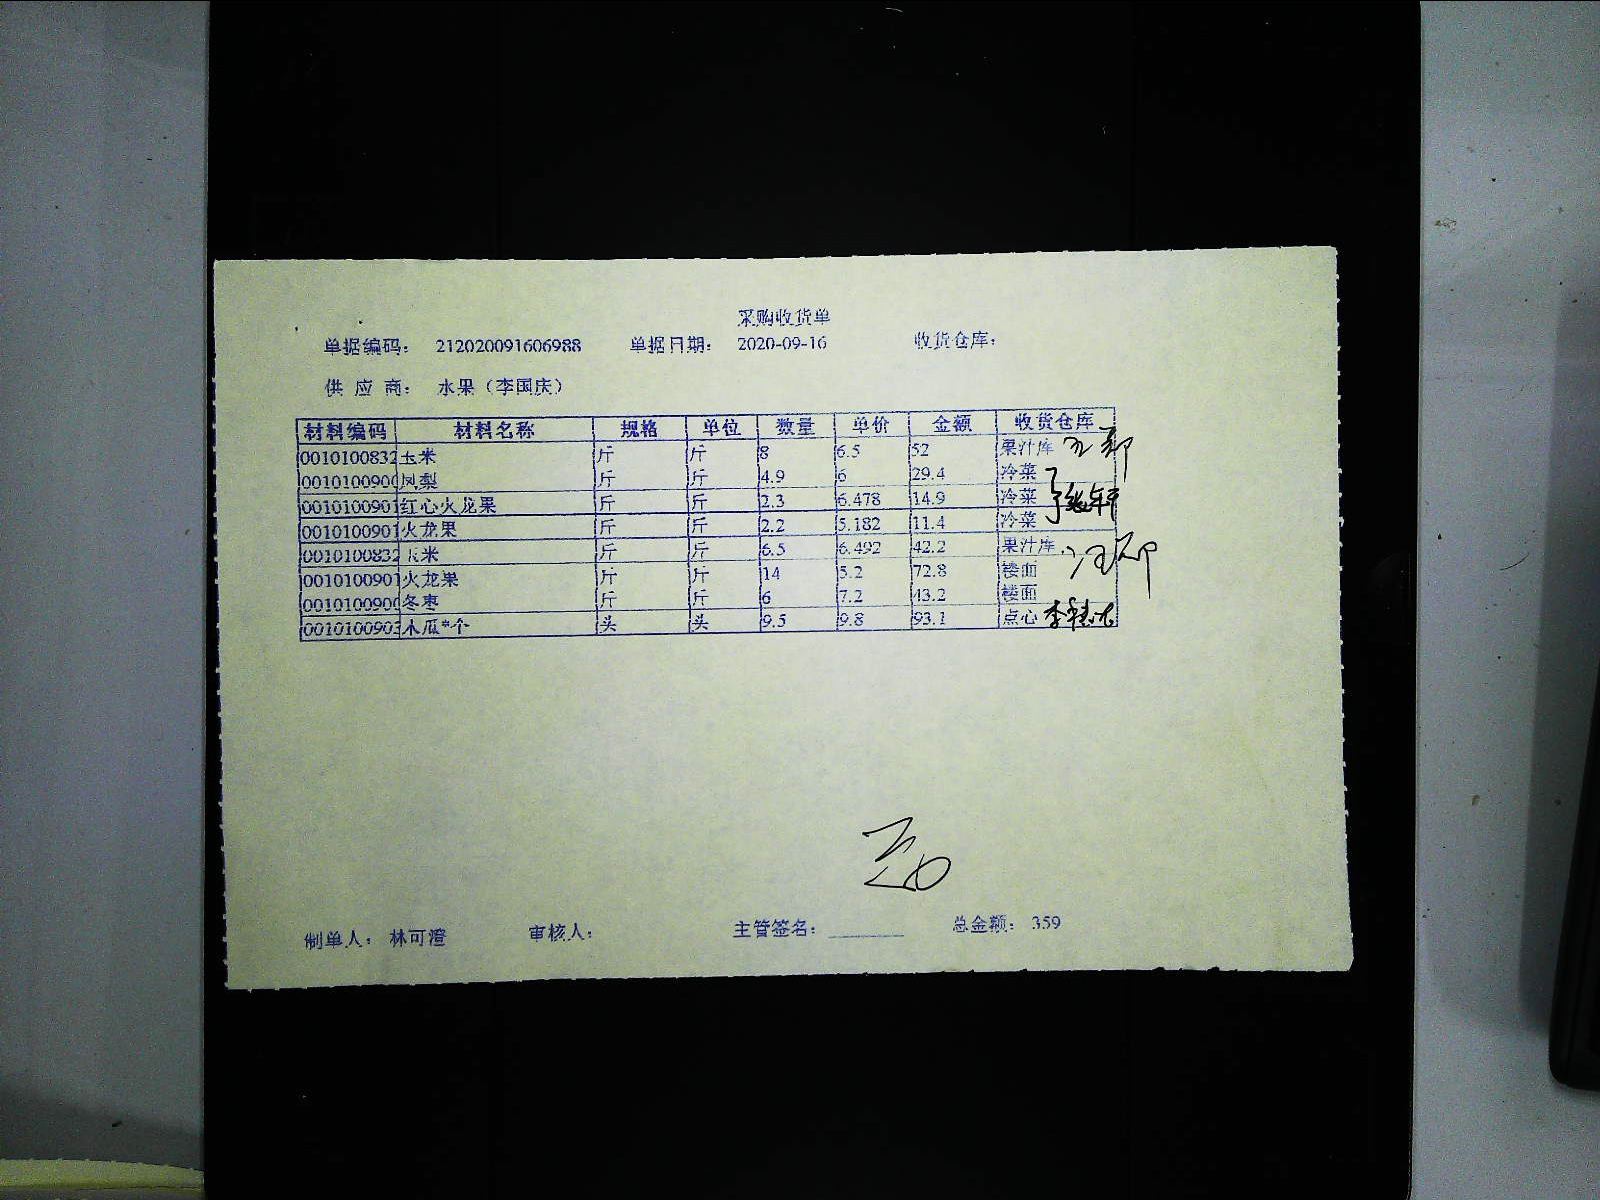 采购收货单
单据编码： 212020091606988 单据日期： 2020-09-16 收货仓库：
供 应 商： 水果（李国庆）
材料编码 材料名称 规格 单位 数量 单价 金额 收货仓库
0010100832 玉米 斤 斤 8 6.5 52 果汁库
001010090 凤梨 斤 斤 4.9 6 29.4 冷菜
001010090 红心火龙果 斤 斤 2.3 6.478 14.9 冷菜
001010090 火龙果 斤 斤 2.2 5.182 11.4 冷菜
0010100832 玉米 斤 斤 6.5 6.492 42.2 果汁库
001010090 火龙果 斤 斤 14 5.2 72.8 楼面
001010090 冬枣 斤 斤 6 7.2 43.2 楼面
001010090 木瓜*个 头 头 9.5 9.8 93.1 点心
制单人： 林可澄 审核人： 主管签名： 总金额： 359